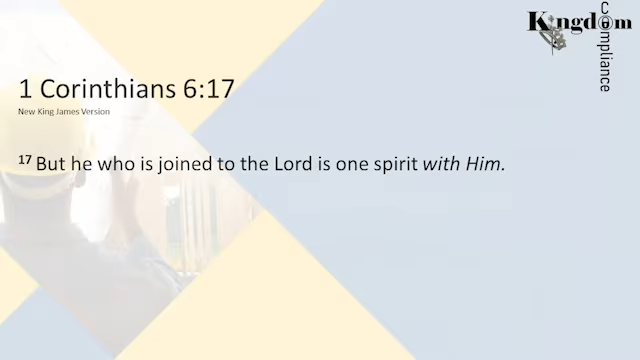 Kingdom
Compliance
1 Corinthians 6:17
New King James Version
17 But he who is joined to the Lord is one spirit with Him.